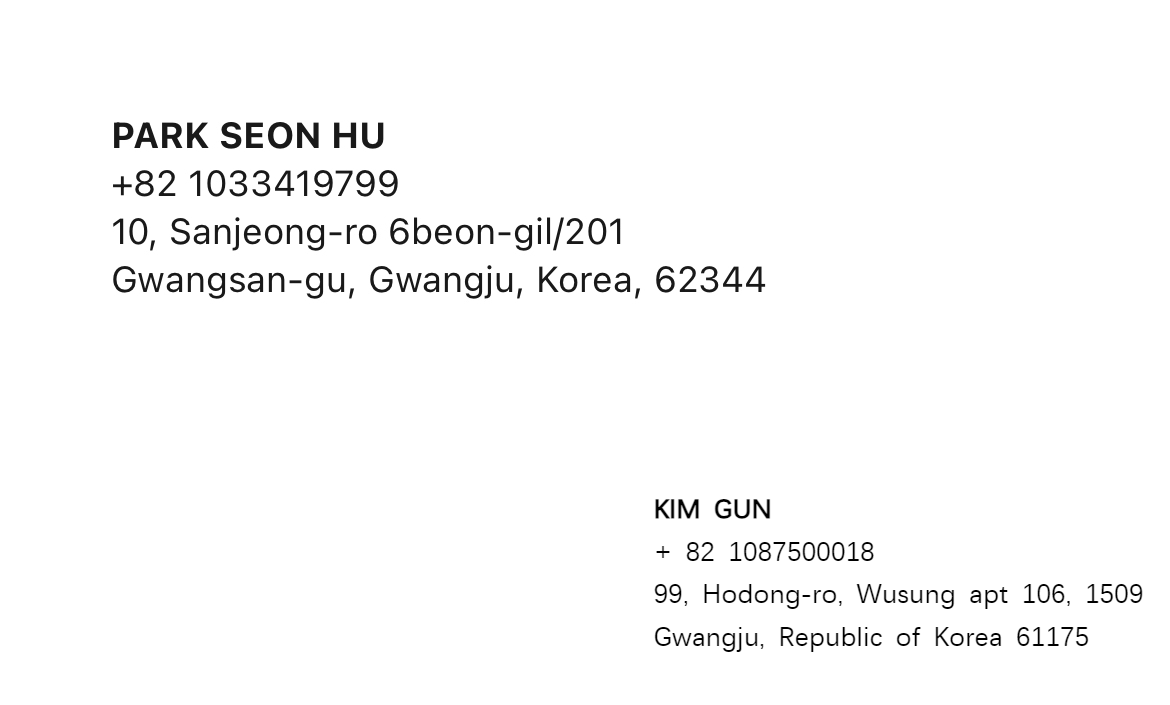 PARK SEON HU
+82 1033419799
10, Sanjeong-ro 6beon-gil/201
Gwangsan-gu, Gwangju, Korea, 62344
KIM GUN
+ 82 1087500018
99, Hodong-ro, Wusung apt 106, 1509
Gwangju, Republic of Korea 61175